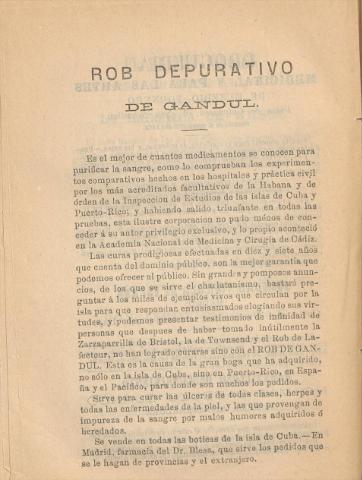 ROB DEPURATIVO
DE GANDUL.
Es el mejor de cuantos medicamentos se conocen para
purificar la sangre, como lo comprueban los experimen-
tos comparativos hechos en los hospitales y práctica civil
por los más acreditados facultativos de la Habana y de
órden de la Inspeccion de Estudios de las islas de Cuba y
Puerto-Rico; y habiendo salido triunfante en todas las
pruebas, esta ilustre corporacion no pudo ménos de con-
ceder á su autor privilegio exclusivo, y lo propio aconteció
en la Academia Nacional de Medicina y Cirugía de Cádiz.
Las curas prodigiosas efectuadas en diez y siete años
que cuenta del dominio público, son la mejor garantía que
podemos ofrecer al público. Sin grandes y pomposos anun-
cios, de los que se sirve el charlatanismo, bastará pre-
guntar á los miles de ejemplos vivos que circulan por la
isla para que respondan entusiasmados elogiando sus vir-
tudes, y podemos presentar testimonios de infinidad de
personas que despues de haber tomado inútilmente la
Zarzaparrilla de Bristol, la de Townsend y el Rob de La-
fecteur, no han logrado curarse sino con el ROB DE GAN-
DUL. Esta es la causa de la gran boga que ha adquirido,
no sólo en la isla de Cuba, sino en Puerto-Rico, en Espa-
ña y el Pacífico, para donde son muchos los pedidos.
Sirve para curar las úlceras de todas clases, herpes y
todas las enfermedades de la piel, y las que provengan de
impureza de la sangre por malos humores adquiridos ó
heredados.
Se vende en todas las boticas de la isla de Cuba.—En
Madrid, farmacia del Dr. Blesa, que sirve los pedidos que
se le hagan de provincias y el extranjero.